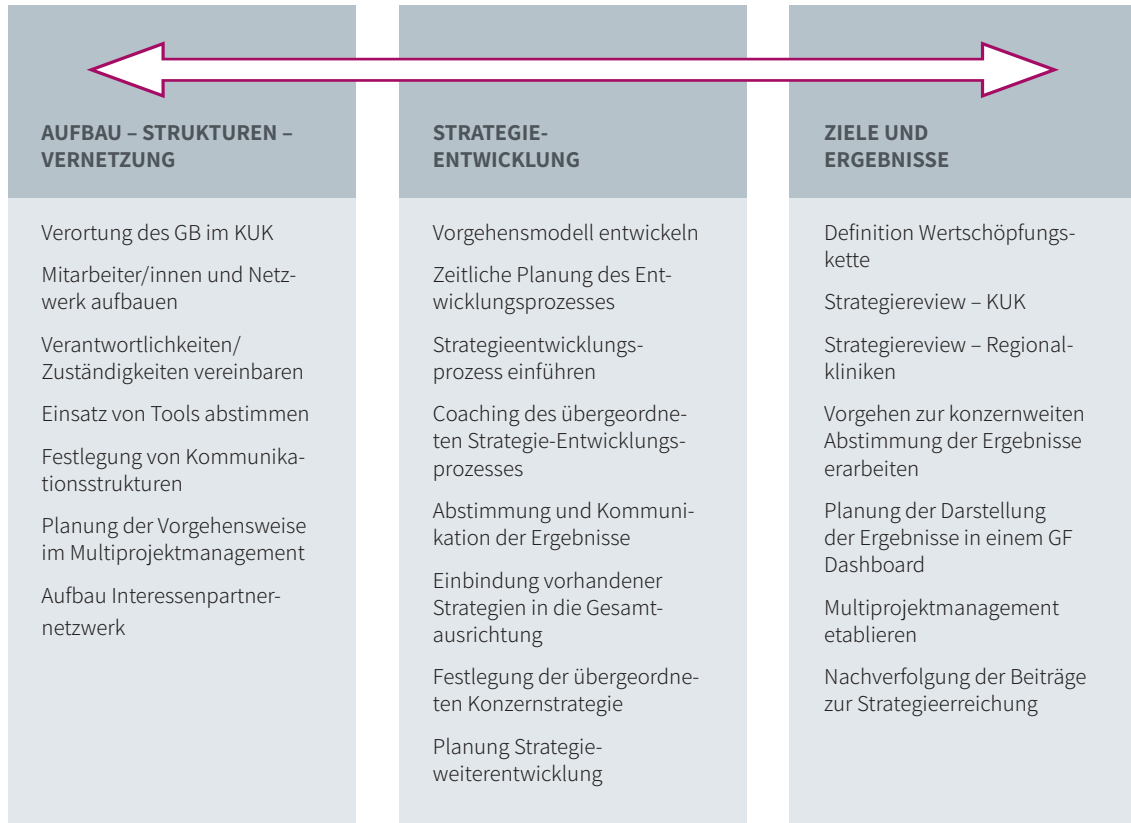 AUFBAU – STRUKTUREN –
VERNETZUNG
Verortung des GB im KUK
Mitarbeiter/innen und Netz-
werk aufbauen
Verantwortlichkeiten/
Zuständigkeiten vereinbaren
Einsatz von Tools abstimmen
Festlegung von Kommunika-
tionsstrukturen
Planung der Vorgehensweise
im Multiprojektmanagement
Aufbau Interessenpartner-
netzwerk
STRATEGIE-
ENTWICKLUNG
Vorgehensmodell entwickeln
Zeitliche Planung des Ent-
wicklungsprozesses
Strategieentwicklungs-
prozess einführen
Coaching des übergeordne-
ten Strategie-Entwicklungs-
prozesses
Abstimmung und Kommuni-
kation der Ergebnisse
Einbindung vorhandener
Strategien in die Gesamt-
ausrichtung
Festlegung der übergeordne-
ten Konzernstrategie
Planung Strategie-
weiterentwicklung
ZIELE UND
ERGEBNISSE
Definition Wertschöpfungs-
kette
Strategiereview – KUK
Strategiereview – Regional-
kliniken
Vorgehen zur konzernweiten
Abstimmung der Ergebnisse
erarbeiten
Planung der Darstellung
der Ergebnisse in einem GF
Dashboard
Multiprojektmanagement
etablieren
Nachverfolgung der Beiträge
zur Strategieerreichung